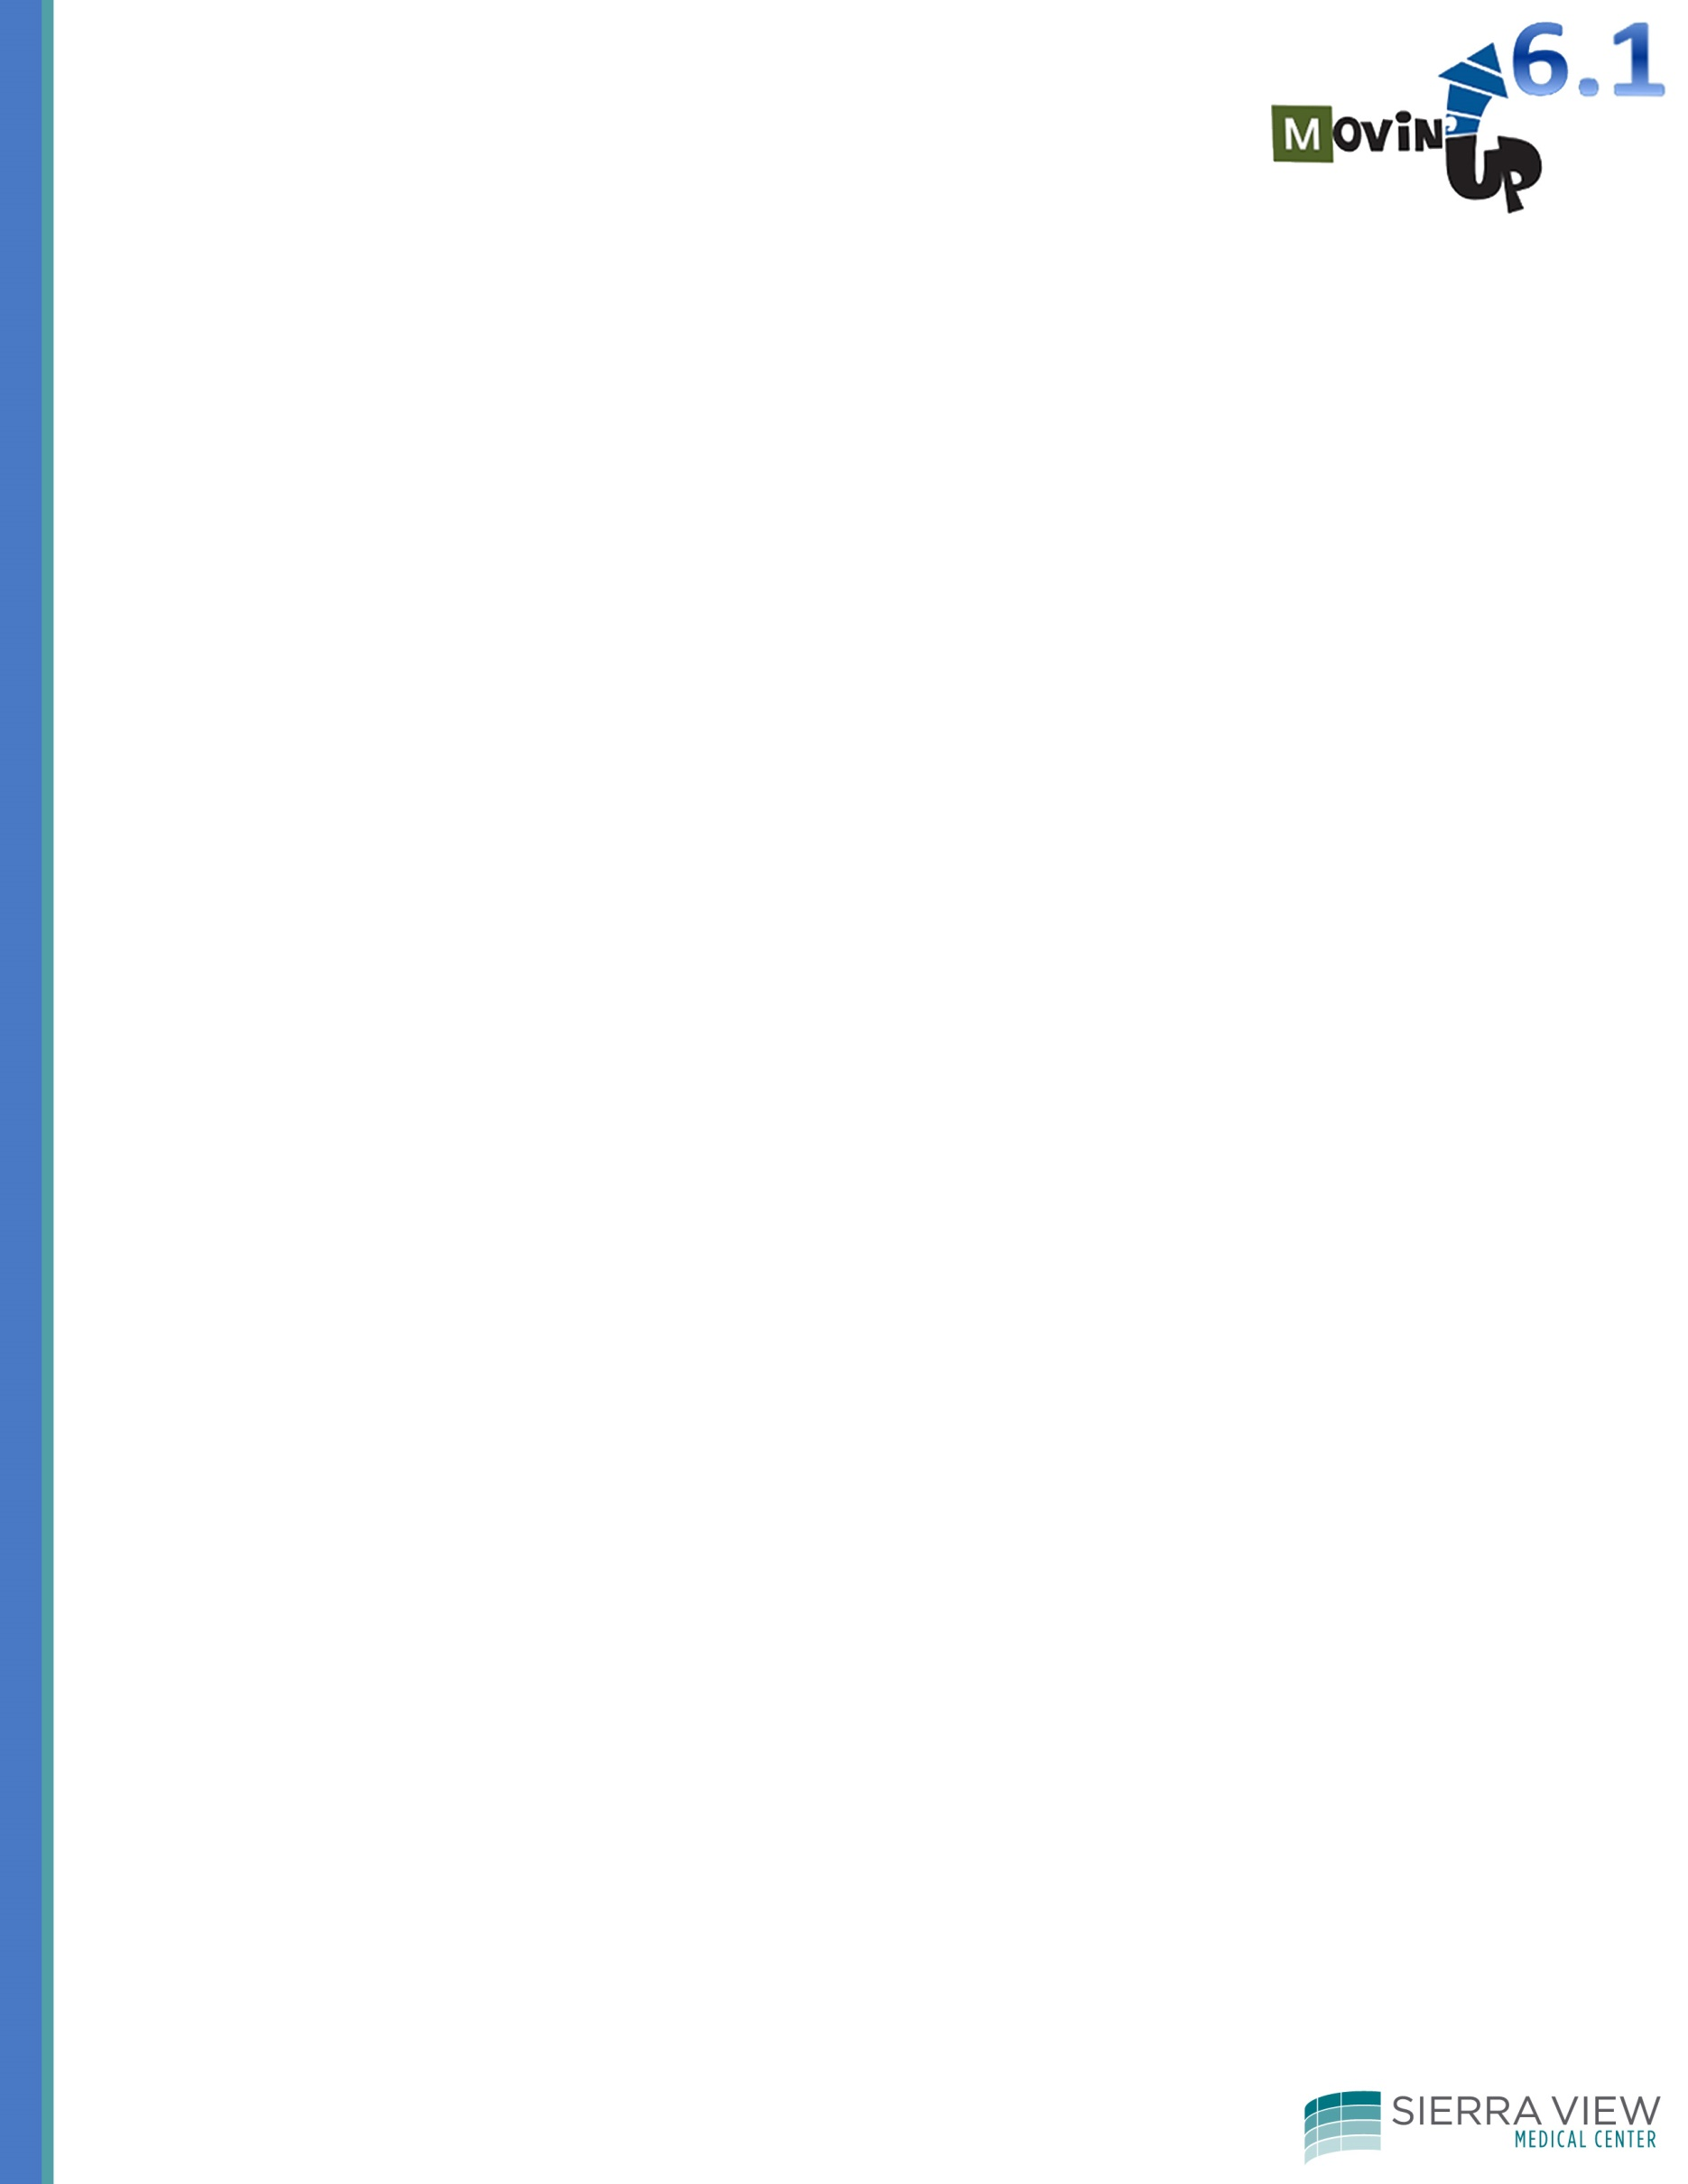 6.1
MOViN'
UP
SIERRA VIEW
MEDICAL CENTER